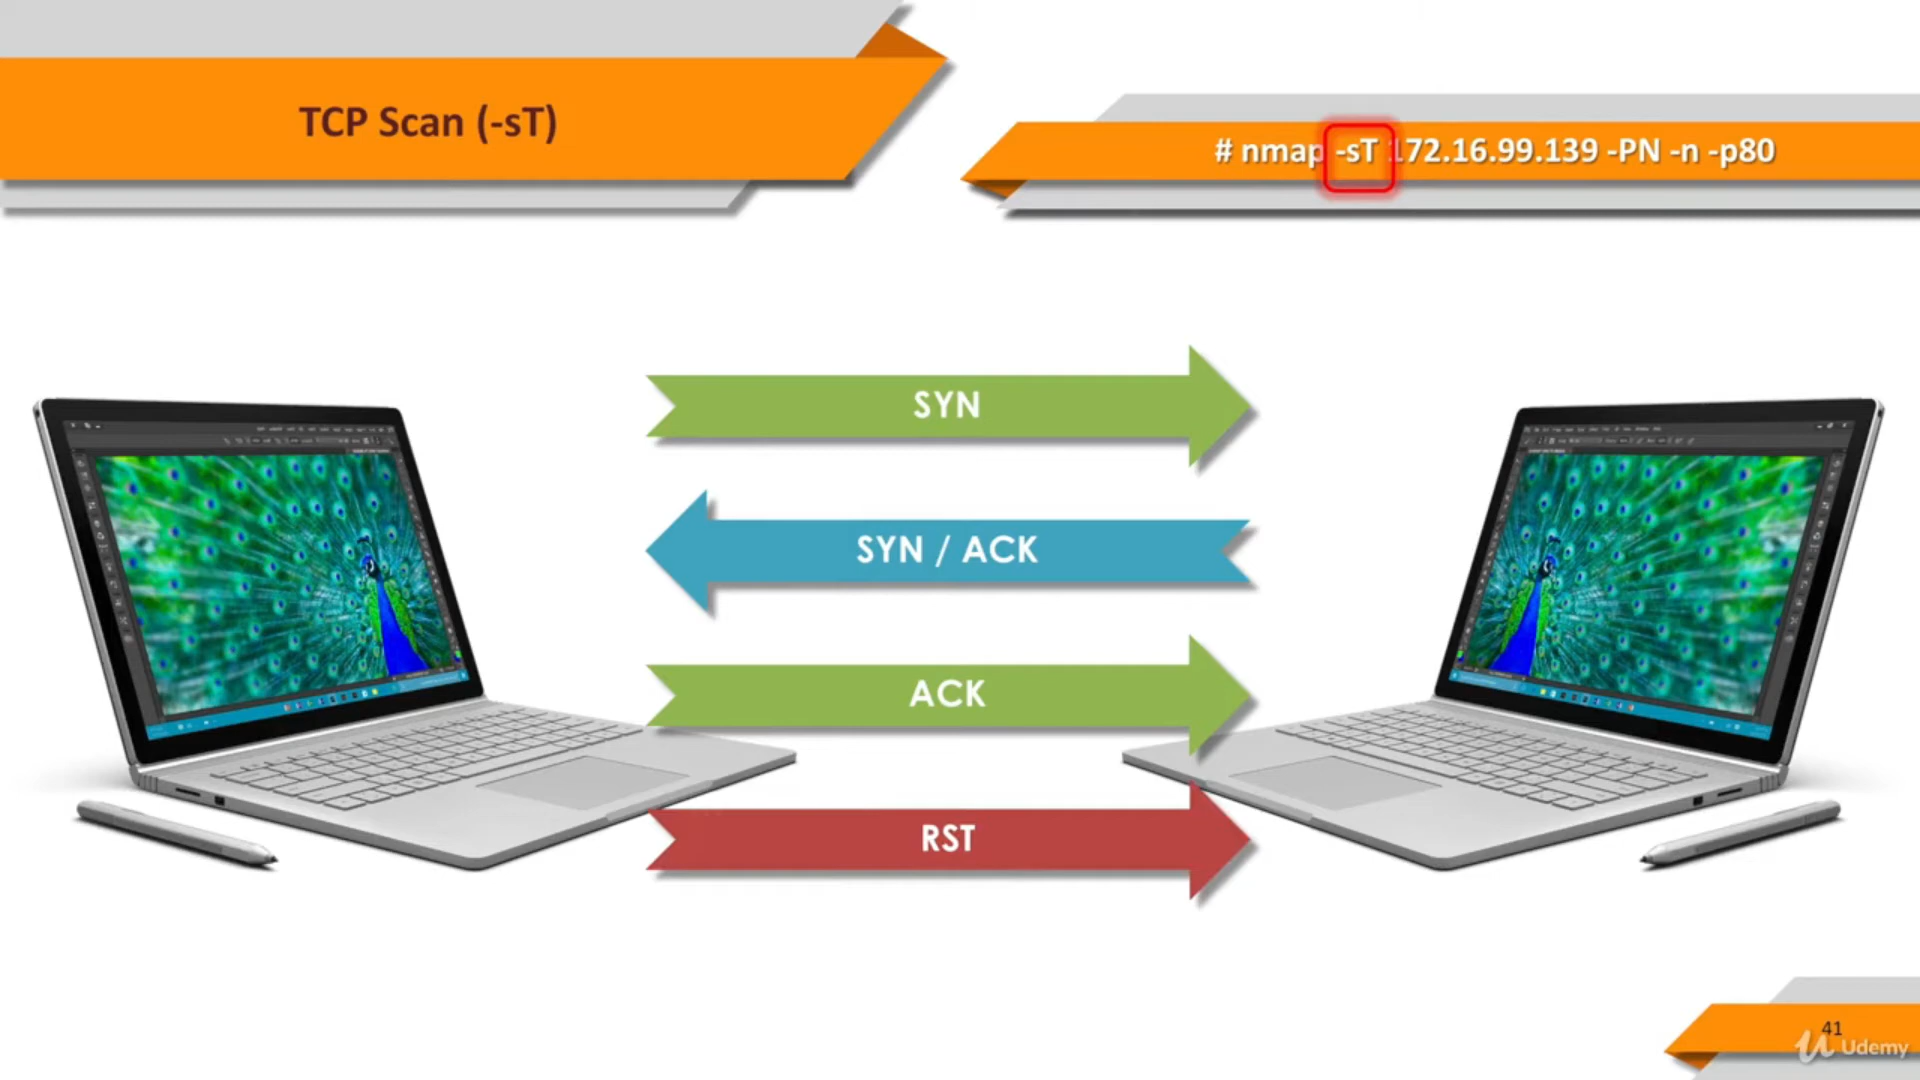 TCP Scan (-sT)
# nmap -sT 172.16.99.139 -PN -n -p80
SYN
SYN / ACK
ACK
RST
41
Udemy